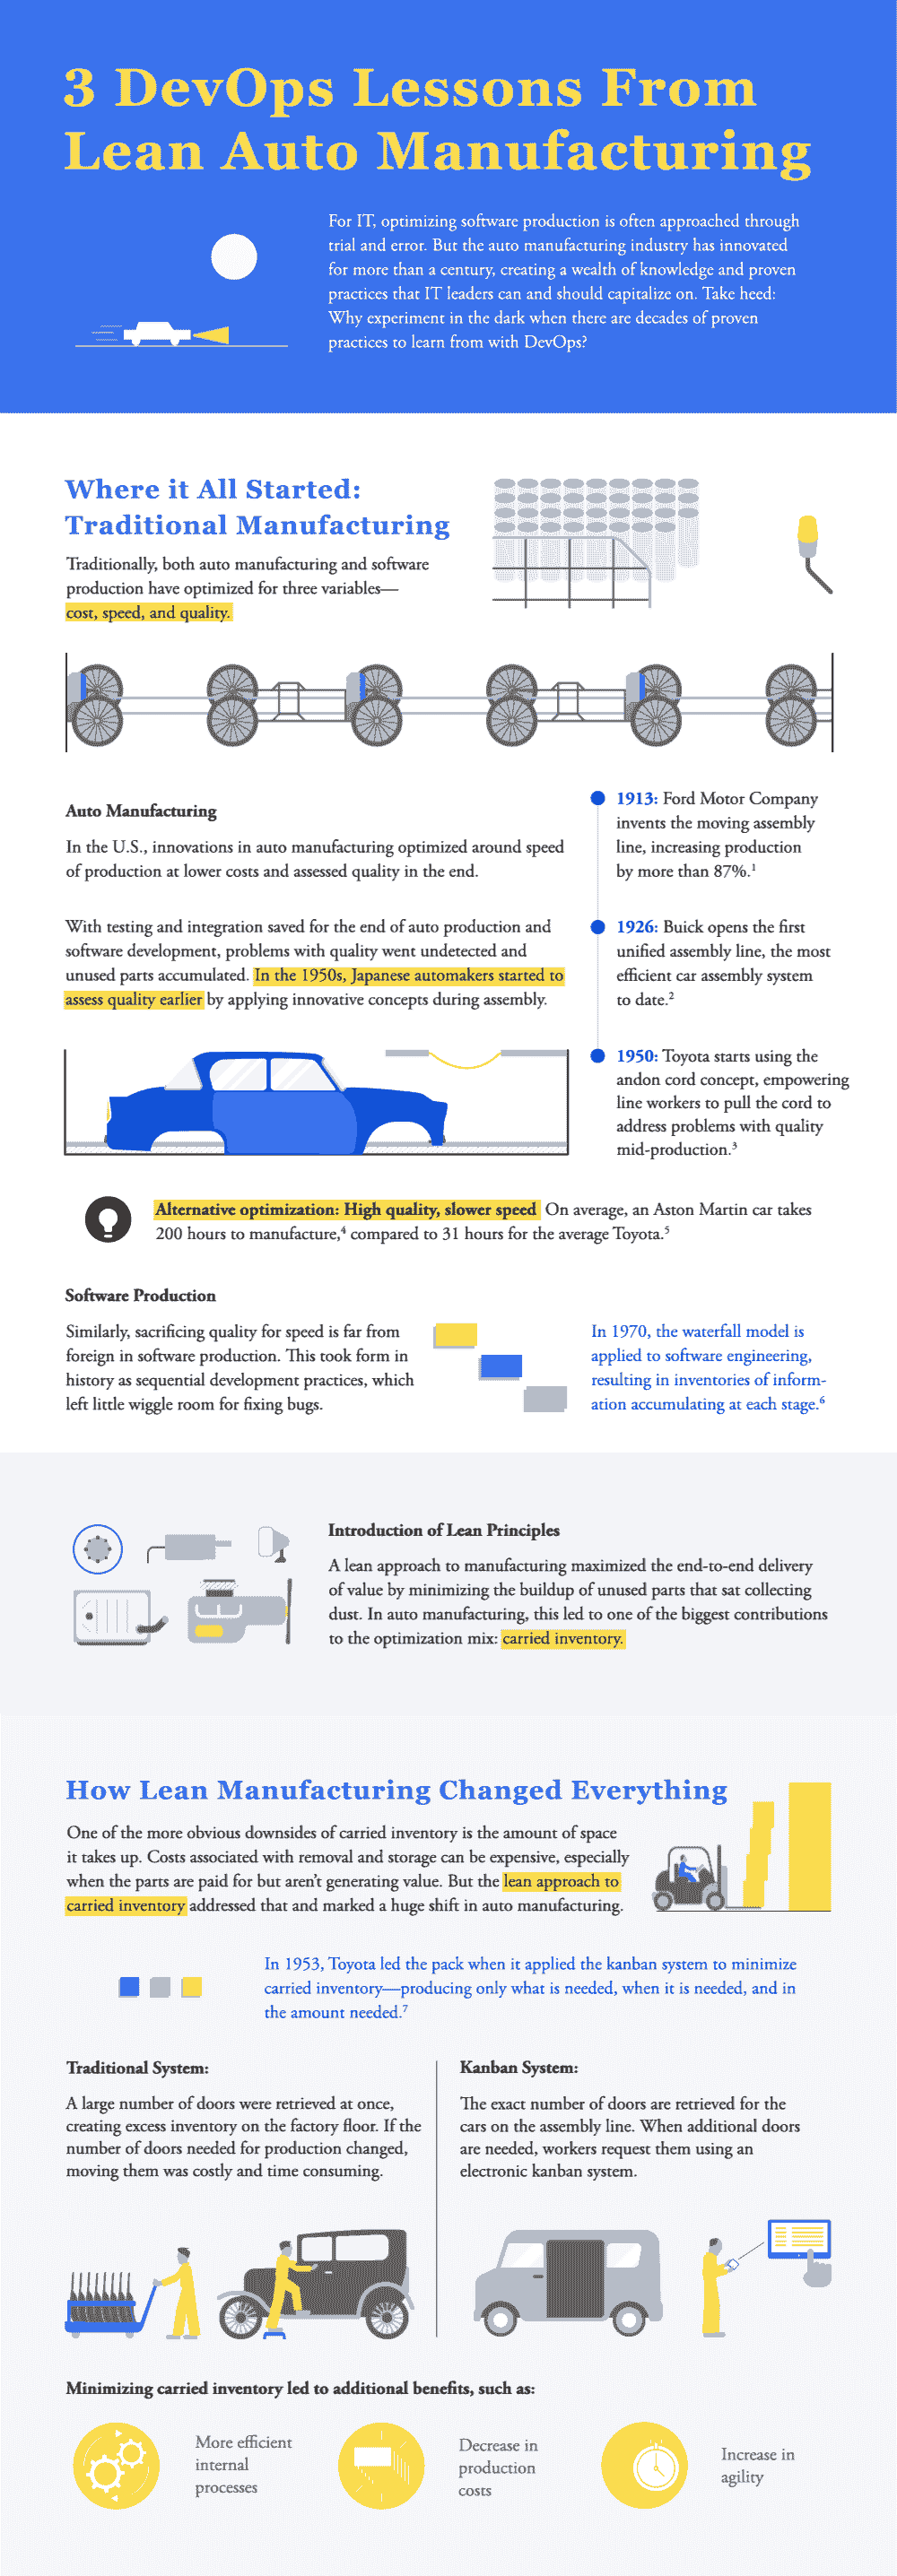 3 DevOps Lessons From
Lean Auto Manufacturing
For IT, optimizing software production is often approached through
trial and error. But the auto manufacturing industry has innovated
for more than a century, creating a wealth of knowledge and proven
practices that IT leaders can and should capitalize on. Take heed:
Why experiment in the dark when there are decades of proven
practices to learn from with DevOps?
Where it All Started:
Traditional Manufacturing
Traditionally, both auto manufacturing and software
production have optimized for three variables—
cost, speed, and quality.
Auto Manufacturing
In the U.S., innovations in auto manufacturing optimized around speed
of production at lower costs and assessed quality in the end.
With testing and integration saved for the end of auto production and
software development, problems with quality went undetected and
unused parts accumulated. In the 1950s, Japanese automakers started to
assess quality earlier by applying innovative concepts during assembly.
1913: Ford Motor Company
invents the moving assembly
line, increasing production
by more than 87%.¹
1926: Buick opens the first
unified assembly line, the most
efficient car assembly system
to date.²
1950: Toyota starts using the
andon cord concept, empowering
line workers to pull the cord to
address problems with quality
mid-production.³
Alternative optimization: High quality, slower speed On average, an Aston Martin car takes
200 hours to manufacture,⁴ compared to 31 hours for the average Toyota.⁵
Software Production
Similarly, sacrificing quality for speed is far from
foreign in software production. This took form in
history as sequential development practices, which
left little wiggle room for fixing bugs.
In 1970, the waterfall model is
applied to software engineering,
resulting in inventories of inform-
ation accumulating at each stage.⁶
Introduction of Lean Principles
A lean approach to manufacturing maximized the end-to-end delivery
of value by minimizing the buildup of unused parts that sat collecting
dust. In auto manufacturing, this led to one of the biggest contributions
to the optimization mix: carried inventory.
How Lean Manufacturing Changed Everything
One of the more obvious downsides of carried inventory is the amount of space
it takes up. Costs associated with removal and storage can be expensive, especially
when the parts are paid for but aren't generating value. But the lean approach to
carried inventory addressed that and marked a huge shift in auto manufacturing.
In 1953, Toyota led the pack when it applied the kanban system to minimize
carried inventory—producing only what is needed, when it is needed, and in
the amount needed.⁷
Traditional System:
A large number of doors were retrieved at once,
creating excess inventory on the factory floor. If the
number of doors needed for production changed,
moving them was costly and time consuming.
Kanban System:
The exact number of doors are retrieved for the
cars on the assembly line. When additional doors
are needed, workers request them using an
electronic kanban system.
Minimizing carried inventory led to additional benefits, such as:
More efficient
internal
processes
Decrease in
production
costs
Increase in
agility